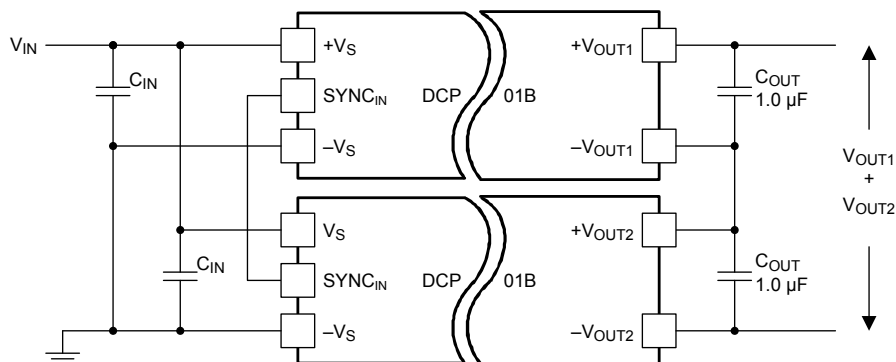 V_IN
C_IN
+V_S
SYNC_IN
–V_S
DCP
01B
+V_OUT1
–V_OUT1
C_OUT
1.0 µF
V_OUT1
+
V_OUT2
C_IN
V_S
SYNC_IN
–V_S
DCP
01B
+V_OUT2
–V_OUT2
C_OUT
1.0 µF